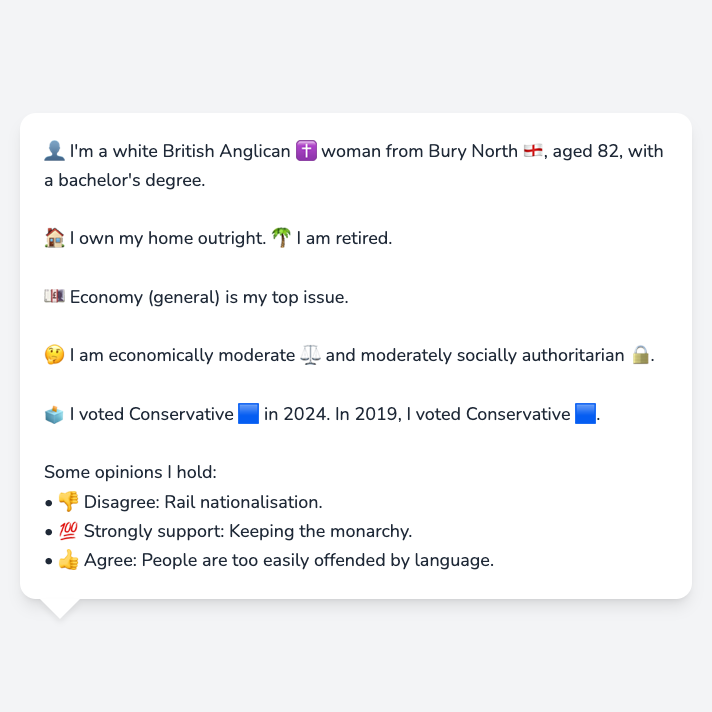 👤 I'm a white British Anglican ✝️ woman from Bury North 🏴󠁧󠁢󠁥󠁮󠁧󠁿, aged 82, with
a bachelor's degree.
🏠 I own my home outright. 🌴 I am retired.
💷 Economy (general) is my top issue.
🤔 I am economically moderate ⚖️ and moderately socially authoritarian 🔒.
🗳️ I voted Conservative 🟦 in 2024. In 2019, I voted Conservative 🟦.
Some opinions I hold:
• 👎 Disagree: Rail nationalisation.
• 💯 Strongly support: Keeping the monarchy.
• 👍 Agree: People are too easily offended by language.